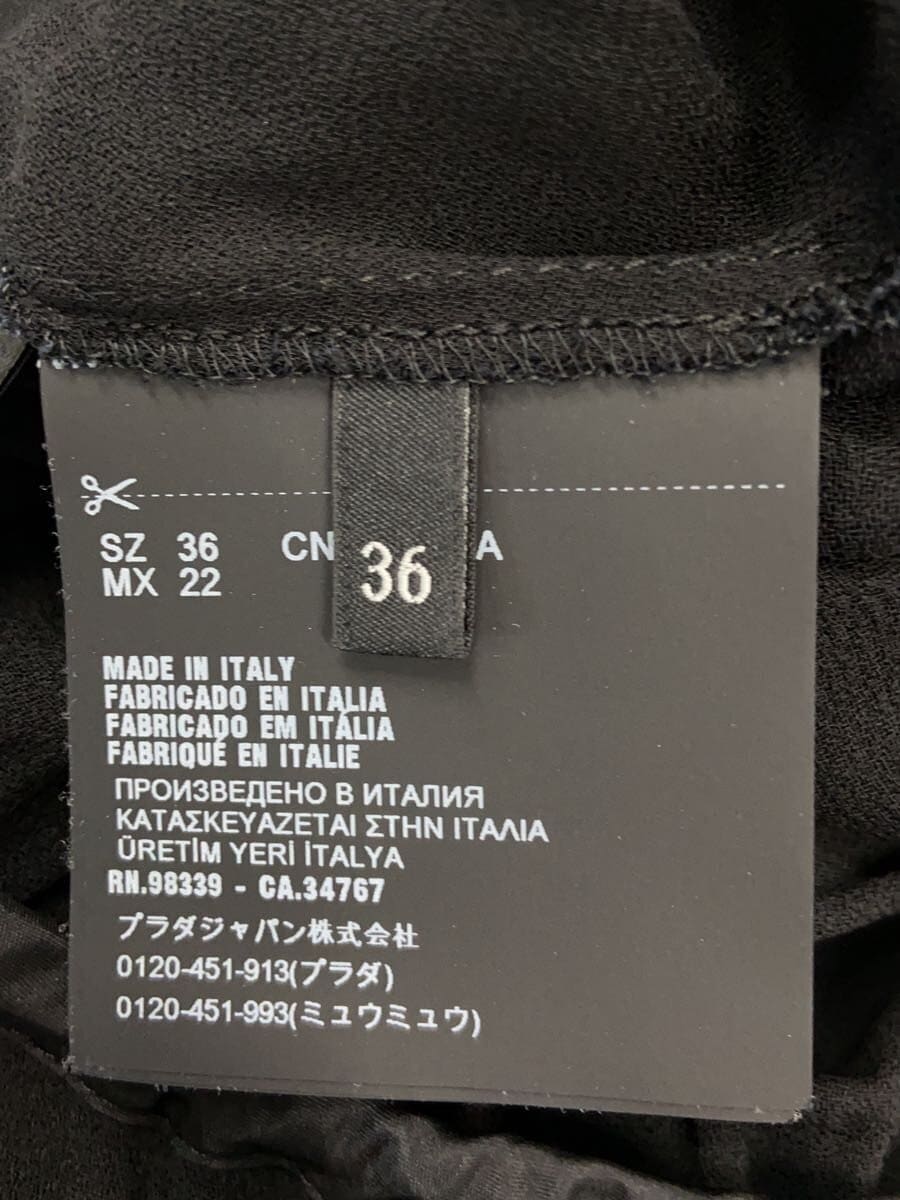 SZ 36 CN A
MX 22
36
MADE IN ITALY
FABRICADO EN ITALIA
FABRICADO EM ITÁLIA
FABRIQUÉ EN ITALIE
ПРОИЗВЕДЕНО В ИТАЛИЯ
ΚΑΤΑΣΚΕΥΑΖΕΤΑΙ ΣΤΗΝ ΙΤΑΛΙΑ
ÜRETİM YERİ İTALYA
RN.98339 - CA.34767
プラダジャパン株式会社
0120-451-913(プラダ)
0120-451-993(ミュウミュウ)